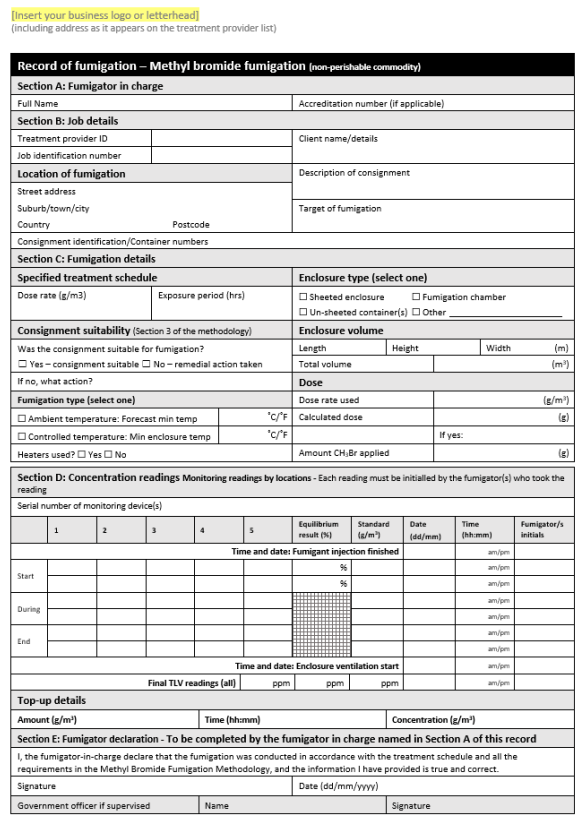 [Insert your business logo or letterhead]
(including address as it appears on the treatment provider list)
Record of fumigation – Methyl bromide fumigation (non-perishable commodity)
Section A: Fumigator in charge
Full Name Accreditation number (if applicable)
Section B: Job details
Treatment provider ID Client name/details
Job identification number
Location of fumigation Description of consignment
Street address
Suburb/town/city Target of fumigation
Country Postcode
Consignment identification/Container numbers
Section C: Fumigation details
Specified treatment schedule Enclosure type (select one)
Dose rate (g/m3) Exposure period (hrs) ☐ Sheeted enclosure ☐ Fumigation chamber
☐ Un-sheeted container(s) ☐ Other
Consignment suitability (Section 3 of the methodology) Enclosure volume
Was the consignment suitable for fumigation? Length Height Width (m)
☐ Yes – consignment suitable ☐ No – remedial action taken Total volume (m³)
If no, what action? Dose
Fumigation type (select one) Dose rate used (g/m³)
☐ Ambient temperature: Forecast min temp °C/°F Calculated dose (g)
☐ Controlled temperature: Min enclosure temp °C/°F If yes:
Heaters used? ☐ Yes ☐ No Amount CH₃Br applied (g)
Section D: Concentration readings Monitoring readings by locations - Each reading must be initialled by the fumigator(s) who took the
reading
Serial number of monitoring device(s)
1 2 3 4 5 Equilibrium result (%) Standard (g/m³) Date (dd/mm) Time (hh:mm) Fumigator/s initials
Time and date: Fumigant injection finished am/pm
Start % am/pm
% am/pm
During am/pm
am/pm
End am/pm
am/pm
Time and date: Enclosure ventilation start am/pm
Final TLV readings (all) ppm ppm ppm am/pm
Top-up details
Amount (g/m³) Time (hh:mm) Concentration (g/m³)
Section E: Fumigator declaration - To be completed by the fumigator in charge named in Section A of this record
I, the fumigator-in-charge declare that the fumigation was conducted in accordance with the treatment schedule and all the
requirements in the Methyl Bromide Fumigation Methodology, and the information I have provided is true and correct.
Signature Date (dd/mm/yyyy)
Government officer if supervised Name Signature